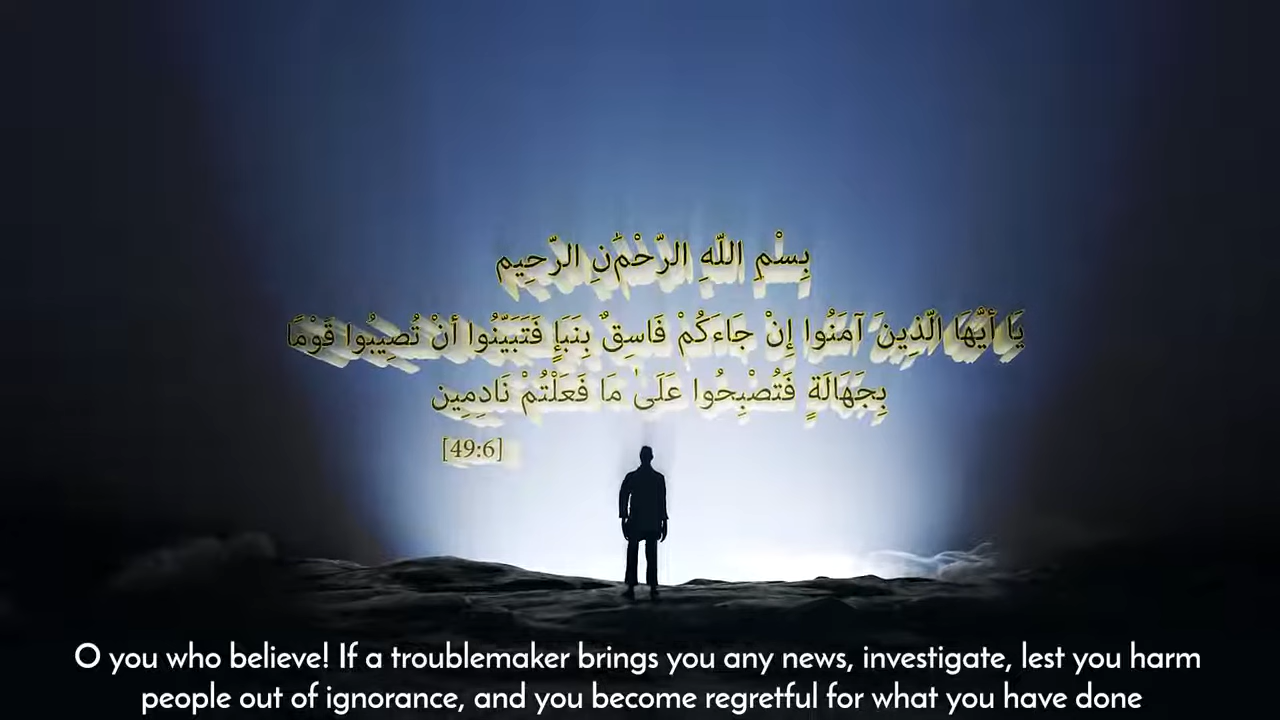 بِسْمِ اللّهِ الرّحْمَٰنِ الرّحِيم
يَا أيّهَا الّذِينَ آمَنُوا إِنْ جَاءَكُمْ فَاسِقٌ بِنَبَإٍ فَتَبَيّنُوا أنْ تُصِيبُوا قَوْمًا
بِجَهَالَةٍ فَتُصْبِحُوا عَلَىٰ مَا فَعَلْتُمْ نَادِمِين
[49:6]
O you who believe! If a troublemaker brings you any news, investigate, lest you harm
people out of ignorance, and you become regretful for what you have done